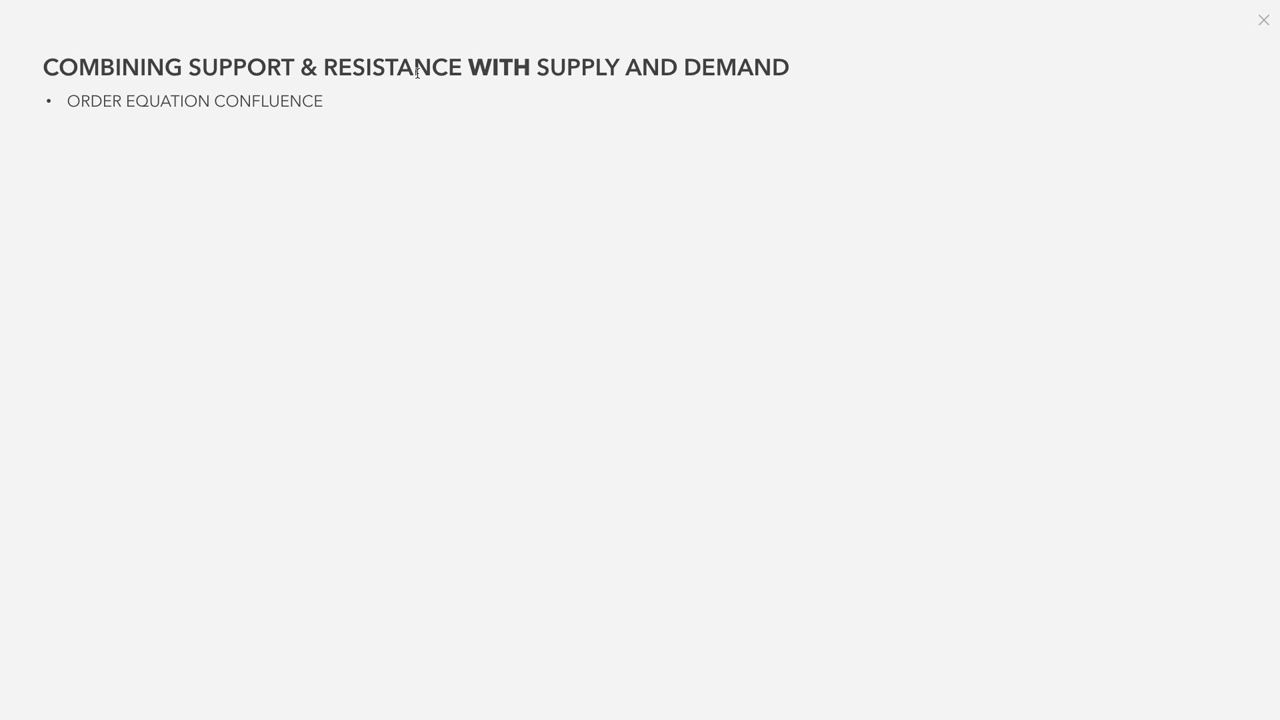 COMBINING SUPPORT & RESISTANCE WITH SUPPLY AND DEMAND
• ORDER EQUATION CONFLUENCE